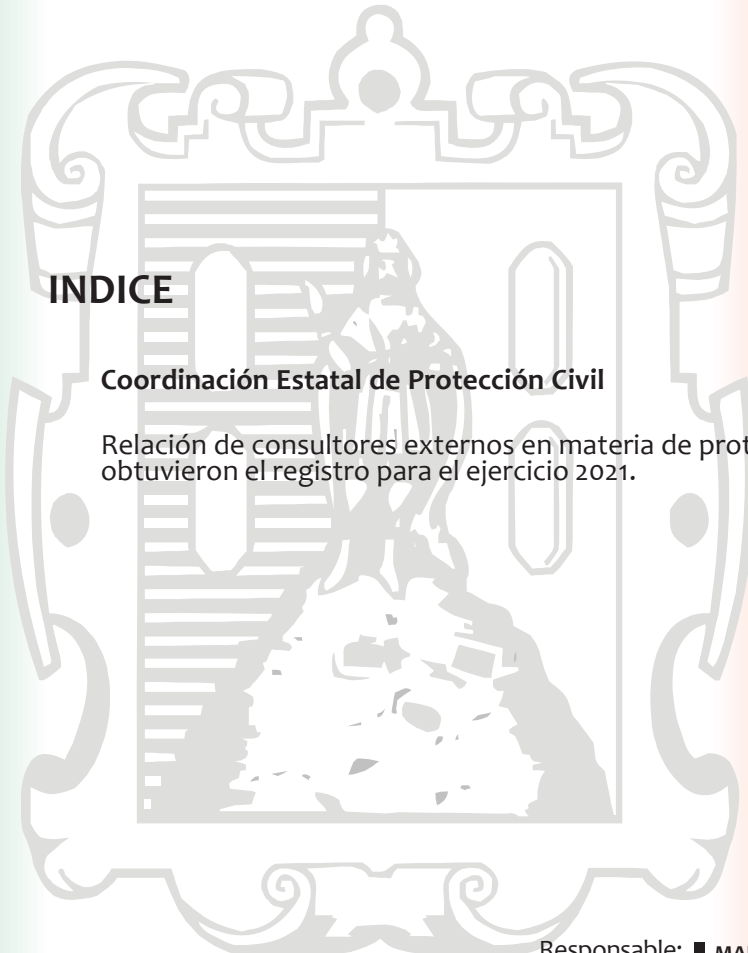 INDICE
Coordinación Estatal de Protección Civil
Relación de consultores externos en materia de
obtuvieron el registro para el ejercicio 2021.
Responsable: